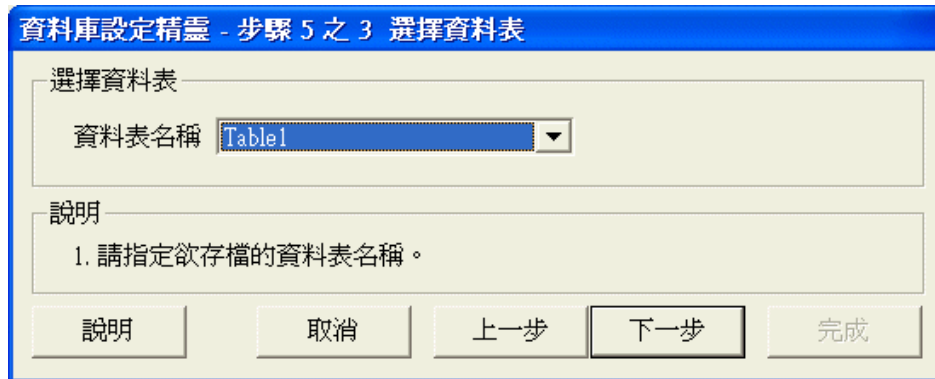 資料庫設定精靈 - 步驟 5 之 3 選擇資料表
選擇資料表
資料表名稱 Table1
說明
1. 請指定欲存檔的資料表名稱。
說明 取消 上一步 下一步 完成